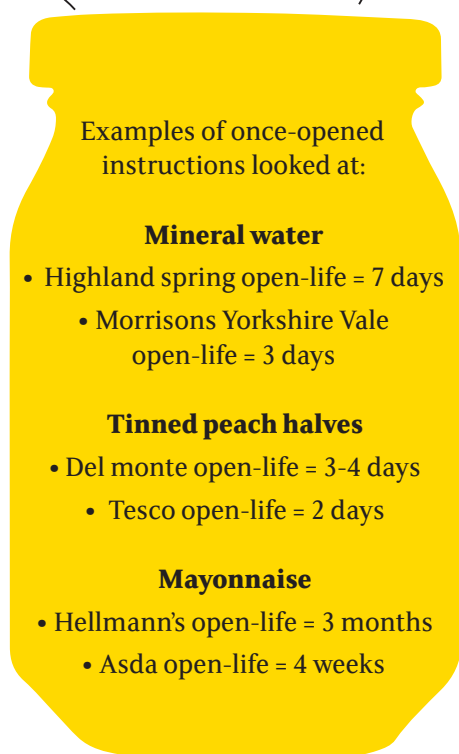 Examples of once-opened
instructions looked at:
Mineral water
• Highland spring open-life = 7 days
• Morrisons Yorkshire Vale
open-life = 3 days
Tinned peach halves
• Del monte open-life = 3-4 days
• Tesco open-life = 2 days
Mayonnaise
• Hellmann’s open-life = 3 months
• Asda open-life = 4 weeks